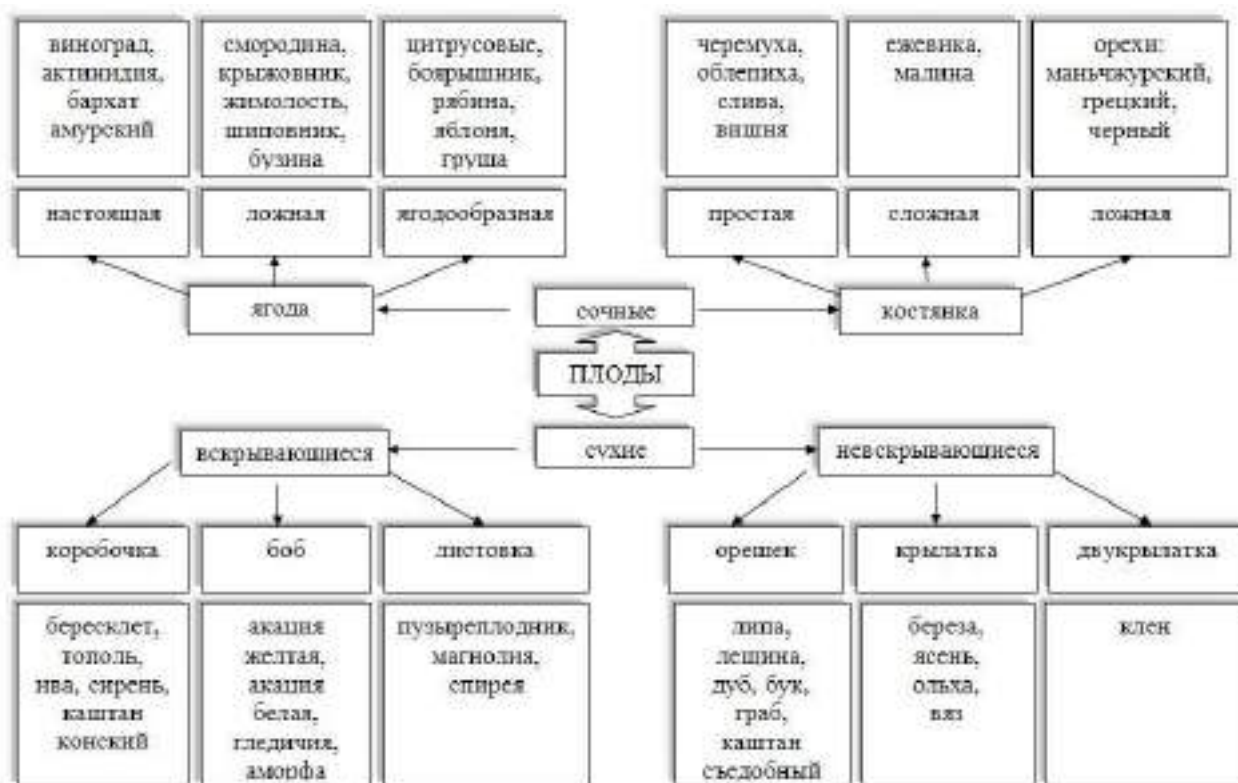 виноград,
актинидия,
бархат
амурский
смородина,
крыжовник,
жимолость,
шиповник,
бузина
цитрусовые,
боярышник,
рябина,
яблоня,
груша
черемуха,
облепиха,
слива,
вишня
ежевика,
малина
орехи:
маньчжурский,
грецкий,
черный
настоящая
ложная
ягодообразная
простая
сложная
ложная
ягода
сочные
костянка
ПЛОДЫ
вскрывающиеся
сухие
невскрывающиеся
коробочка
боб
листовка
орешек
крылатка
двукрылатка
бересклет,
тополь,
ива, сирень,
каштан
конский
акация
желтая,
акация
белая,
гледичия,
аморфа
пузыреплодник,
магнолия,
спирея
липа,
лещина,
дуб, бук,
граб,
каштан
съедобный
береза,
ясень,
ольха,
вяз
клен